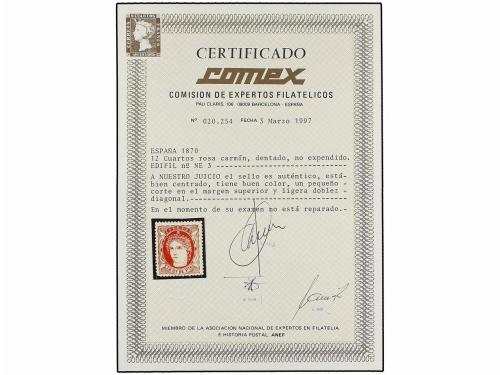 CERTIFICADO
comex
COMISION DE EXPERTOS FILATELICOS
PAU CLARIS, 106 08009 BARCELONA - ESPAÑA
Nº 020.254 FECHA 3 Marzo 1997
ESPAÑA 1870
12 Cuartos rosa carmín, dentado, no expendido.
EDIFIL nº NE 3
A NUESTRO JUICIO el sello es auténtico, está-
bien centrado, tiene buen color, un pequeño -
corte en el margen superior y ligera doblez -
diagonal.
En el momento de su examen no está reparado.
MIEMBRO DE LA ASOCIACION NACIONAL DE EXPERTOS EN FILATELIA
E HISTORIA POSTAL ANEF